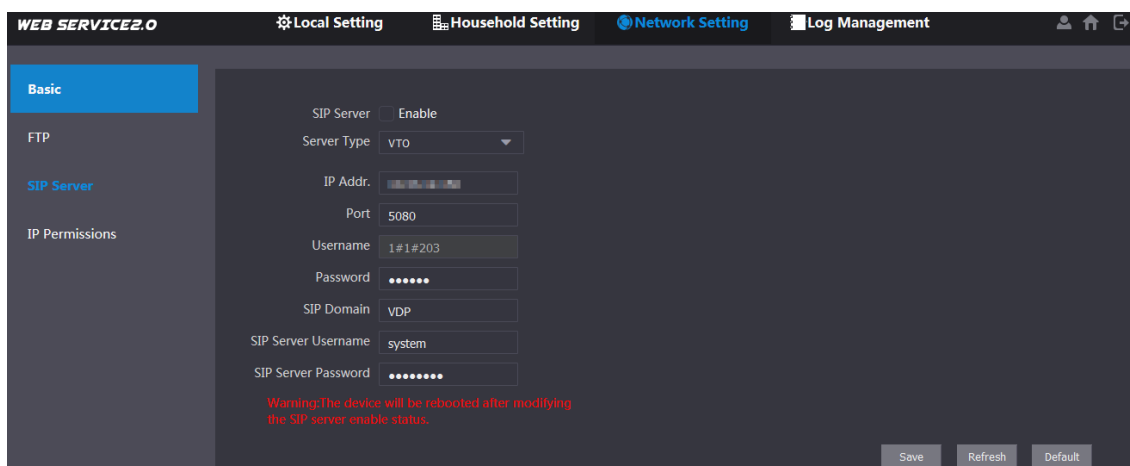 WEB SERVICE2.0
Local Setting
Household Setting
Network Setting
Log Management
Basic
FTP
SIP Server
IP Permissions
SIP Server Enable
Server Type VTO
IP Addr.
Port 5080
Username 1#1#203
Password ••••••
SIP Domain VDP
SIP Server Username system
SIP Server Password ••••••••
Warning:The device will be rebooted after modifying
the SIP server enable status.
Save Refresh Default